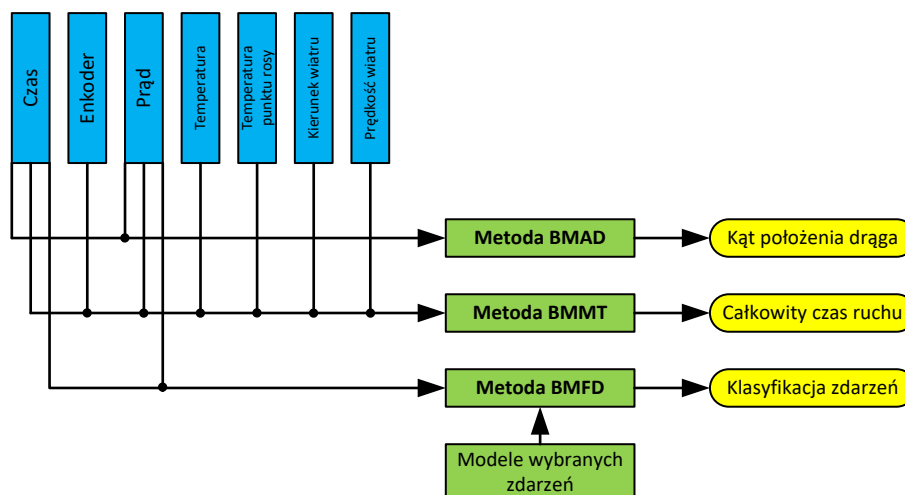 Czas
Enkoder
Prąd
Temperatura
Temperatura
punktu rosy
Kierunek wiatru
Prędkość wiatru
Metoda BMAD
Kąt położenia drąga
Metoda BMMT
Całkowity czas ruchu
Metoda BMFD
Klasyfikacja zdarzeń
Modele wybranych
zdarzeń